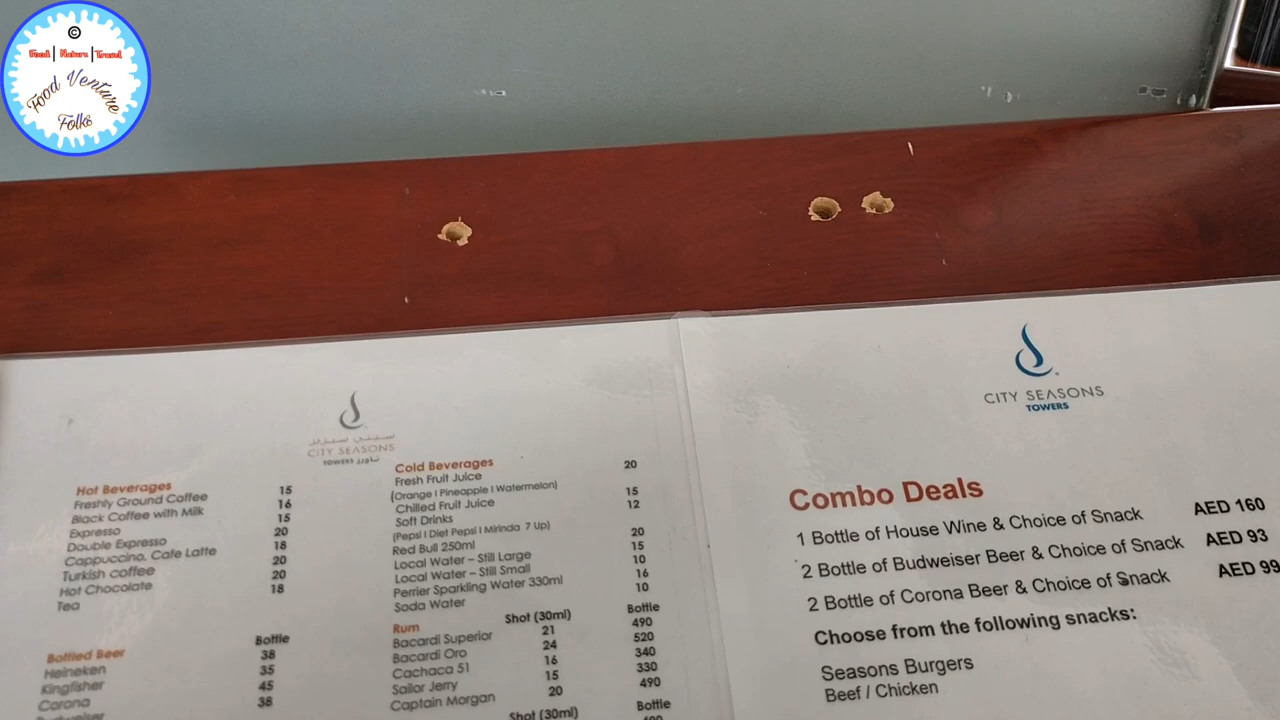 ©
Food | Nature | Travel
Food Venture
Folks
سيتي سيزنز
CITY SEASONS
TOWERS تاورز
Hot Beverages
Freshly Ground Coffee 15
Black Coffee with Milk 16
Expresso 15
Double Expresso 20
Cappuccino, Cafe Latte 18
Turkish coffee 20
Hot Chocolate 20
Tea 18
Bottle
Bottled Beer
Heineken 38
Kingfisher 35
Corona 45
Budweiser 38
Cold Beverages
Fresh Fruit Juice 20
(Orange I Pineapple I Watermelon)
Chilled Fruit Juice 15
Soft Drinks 12
(Pepsi I Diet Pepsi I Mirinda 7 Up)
Red Bull 250ml 20
Local Water – Still Large 15
Local Water – Still Small 10
Perrier Sparkling Water 330ml 16
Soda Water 10
Rum Shot (30ml) Bottle
Bacardi Superior 21 490
Bacardi Oro 24 520
Cachaca 51 16 340
Sailor Jerry 15 330
Captain Morgan 20 490
Shot (30ml) Bottle
CITY SEASONS
TOWERS
Combo Deals
1 Bottle of House Wine & Choice of Snack AED 160
2 Bottle of Budweiser Beer & Choice of Snack AED 93
2 Bottle of Corona Beer & Choice of Snack AED 99
Choose from the following snacks:
Seasons Burgers
Beef / Chicken